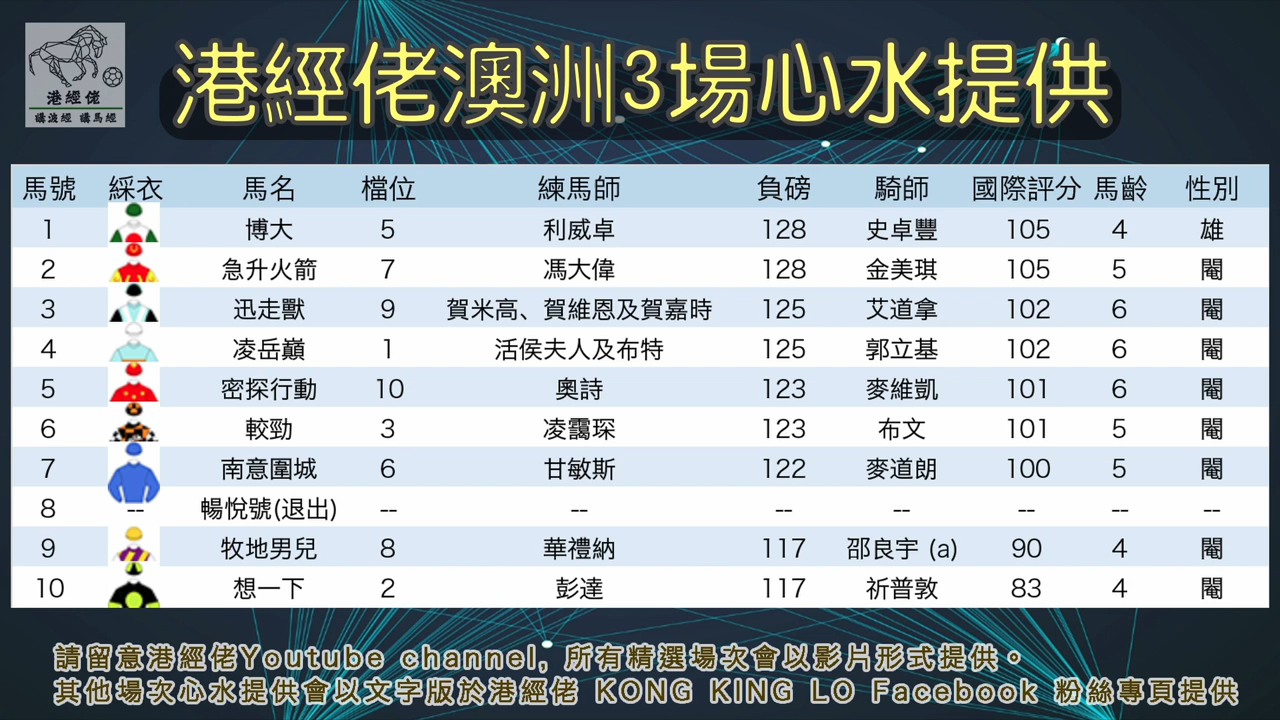 港經佬
講波經 講馬經
港經佬澳洲3場心水提供
馬號 綵衣 馬名 檔位 練馬師 負磅 騎師 國際評分 馬齡 性別
1 博大 5 利威卓 128 史卓豐 105 4 雄
2 急升火箭 7 馮大偉 128 金美琪 105 5 閹
3 迅走獸 9 賀米高、賀維恩及賀嘉時 125 艾道拿 102 6 閹
4 凌岳巔 1 活侯夫人及布特 125 郭立基 102 6 閹
5 密探行動 10 奧詩 123 麥維凱 101 6 閹
6 較勁 3 凌靄琛 123 布文 101 5 閹
7 南意圍城 6 甘敏斯 122 麥道朗 100 5 閹
8 -- 暢悅號(退出) -- -- -- -- -- -- --
9 牧地男兒 8 華禮納 117 邵良宇 (a) 90 4 閹
10 想一下 2 彭達 117 祈普敦 83 4 閹
請留意港經佬Youtube channel, 所有精選場次會以影片形式提供。
其他場次心水提供會以文字版於港經佬 KONG KING LO Facebook 粉絲專頁提供